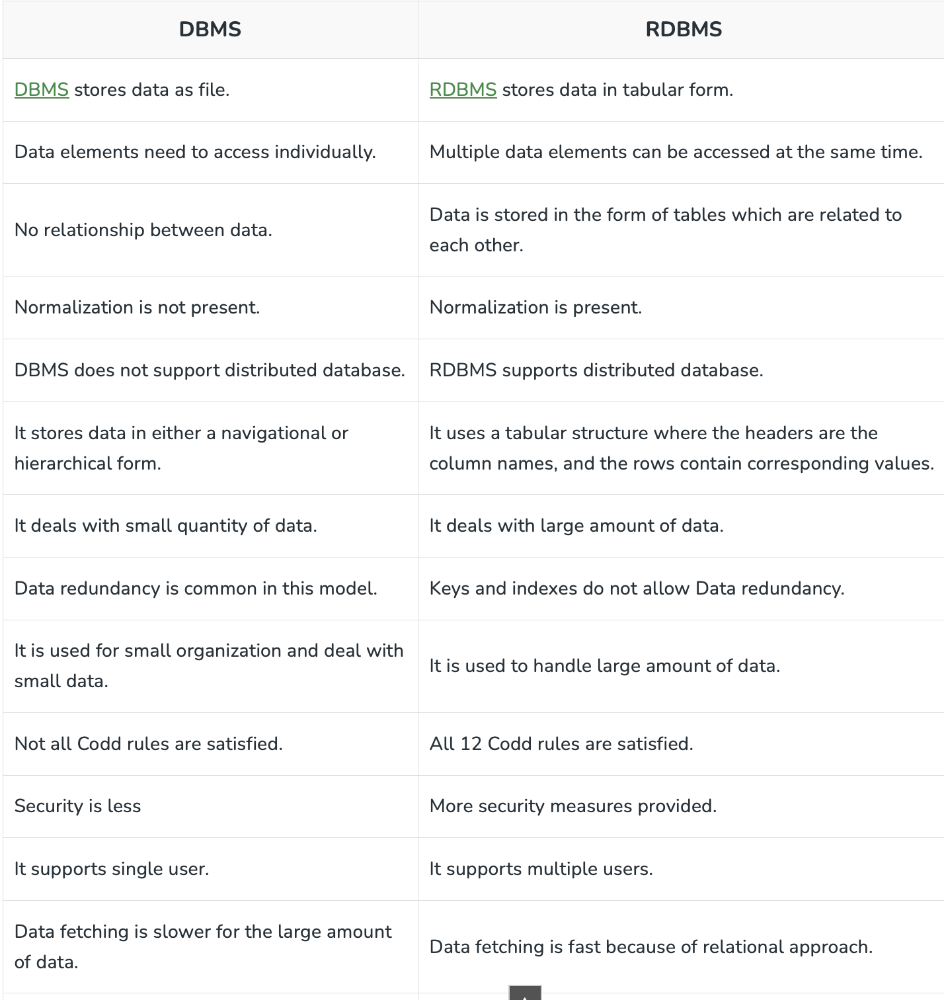 DBMS
RDBMS
DBMS stores data as file.
RDBMS stores data in tabular form.
Data elements need to access individually.
Multiple data elements can be accessed at the same time.
No relationship between data.
Data is stored in the form of tables which are related to
each other.
Normalization is not present.
Normalization is present.
DBMS does not support distributed database.
RDBMS supports distributed database.
It stores data in either a navigational or
hierarchical form.
It uses a tabular structure where the headers are the
column names, and the rows contain corresponding values.
It deals with small quantity of data.
It deals with large amount of data.
Data redundancy is common in this model.
Keys and indexes do not allow Data redundancy.
It is used for small organization and deal with
small data.
It is used to handle large amount of data.
Not all Codd rules are satisfied.
All 12 Codd rules are satisfied.
Security is less
More security measures provided.
It supports single user.
It supports multiple users.
Data fetching is slower for the large amount
of data.
Data fetching is fast because of relational approach.